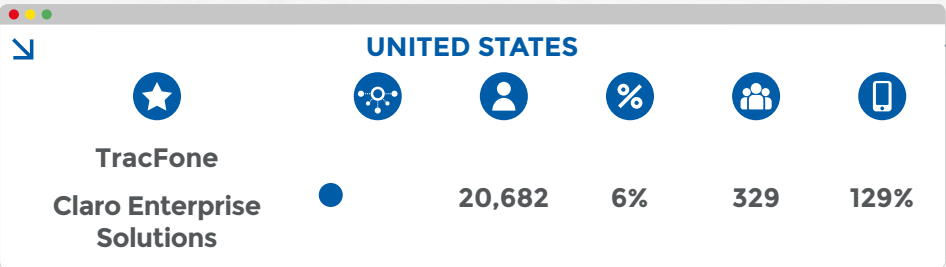 UNITED STATES
%
TracFone
Claro Enterprise
Solutions
20,682 6% 329 129%